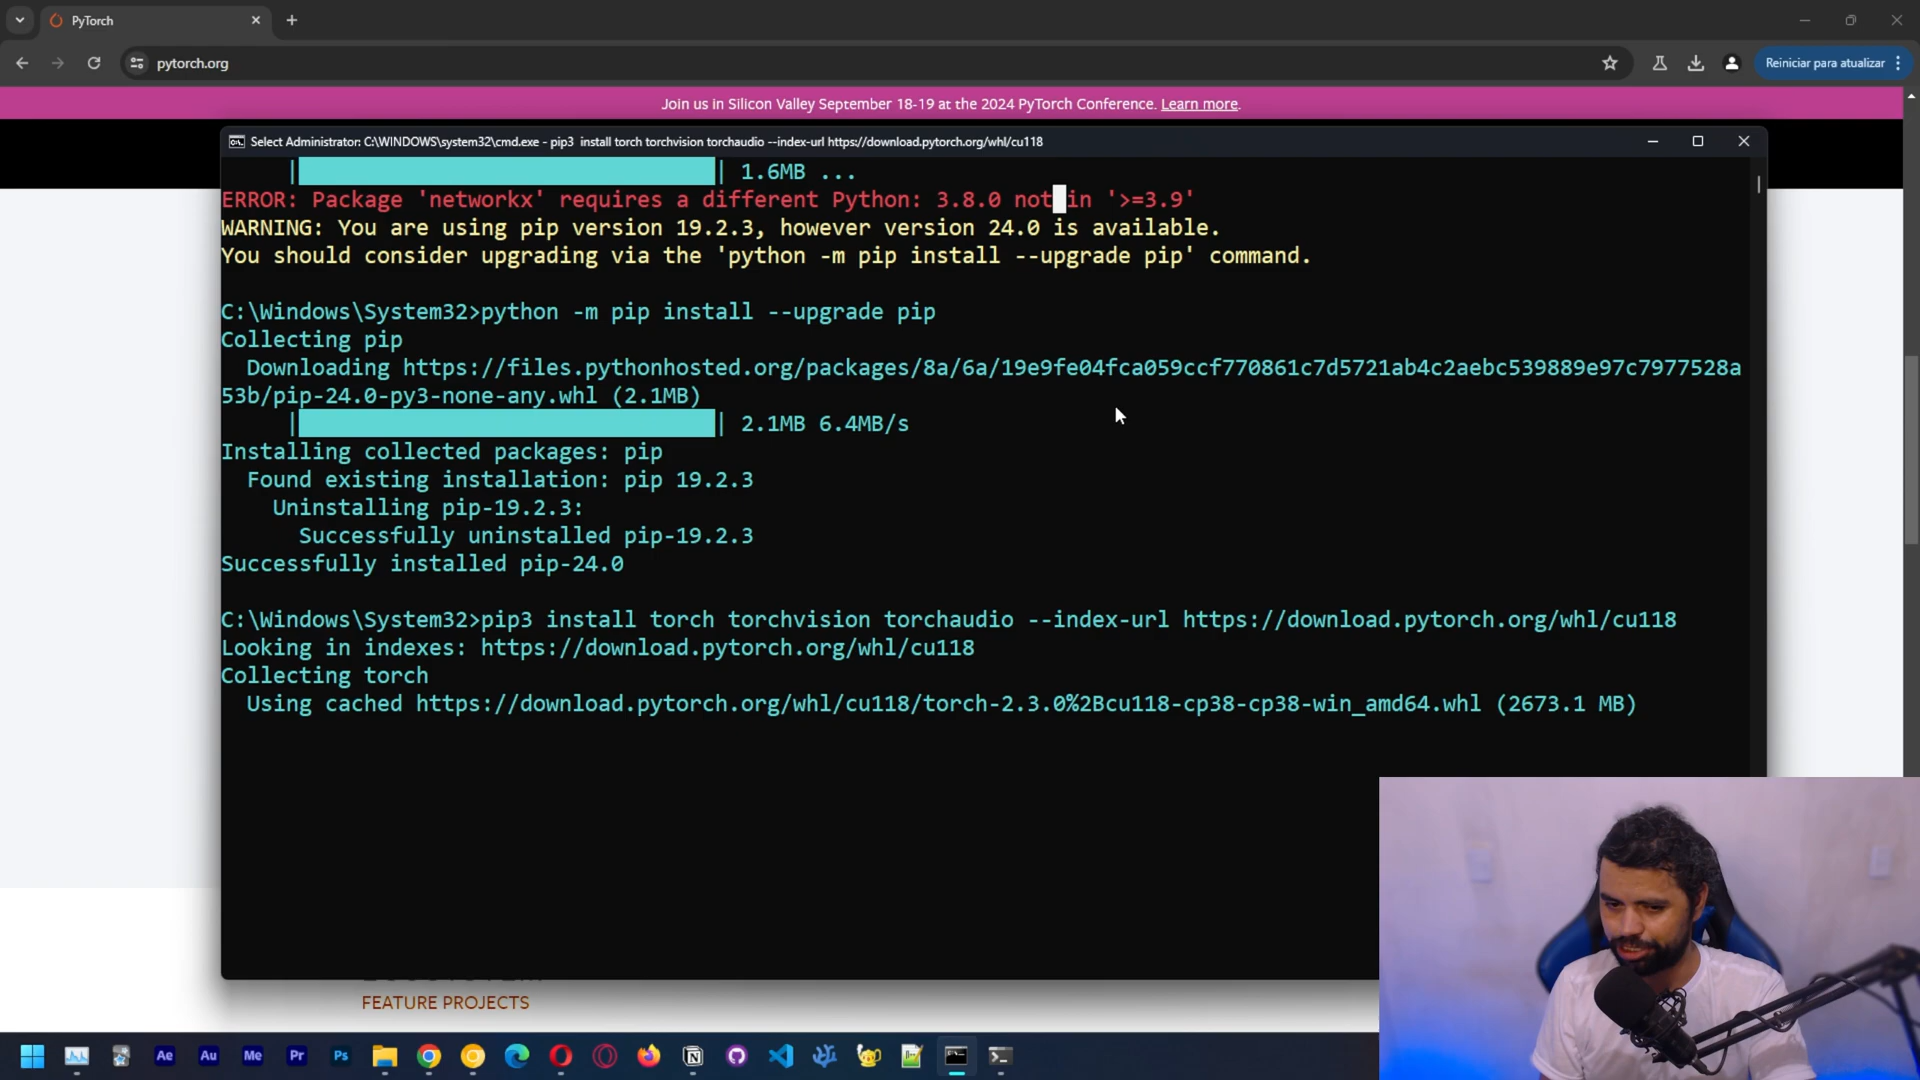 PyTorch
pytorch.org
Reiniciar para atualizar
Join us in Silicon Valley September 18-19 at the 2024 PyTorch Conference. Learn more.
Select Administrator: C:\WINDOWS\system32\cmd.exe - pip3 install torch torchvision torchaudio --index-url https://download.pytorch.org/whl/cu118
| | 1.6MB ...
ERROR: Package 'networkx' requires a different Python: 3.8.0 not in '>=3.9'
WARNING: You are using pip version 19.2.3, however version 24.0 is available.
You should consider upgrading via the 'python -m pip install --upgrade pip' command.
C:\Windows\System32>python -m pip install --upgrade pip
Collecting pip
Downloading https://files.pythonhosted.org/packages/8a/6a/19e9fe04fca059ccf770861c7d5721ab4c2aebc539889e97c7977528a
53b/pip-24.0-py3-none-any.whl (2.1MB)
| | 2.1MB 6.4MB/s
Installing collected packages: pip
Found existing installation: pip 19.2.3
Uninstalling pip-19.2.3:
Successfully uninstalled pip-19.2.3
Successfully installed pip-24.0
C:\Windows\System32>pip3 install torch torchvision torchaudio --index-url https://download.pytorch.org/whl/cu118
Looking in indexes: https://download.pytorch.org/whl/cu118
Collecting torch
Using cached https://download.pytorch.org/whl/cu118/torch-2.3.0%2Bcu118-cp38-cp38-win_amd64.whl (2673.1 MB)
FEATURE PROJECTS
Ae Au Me Pr Ps